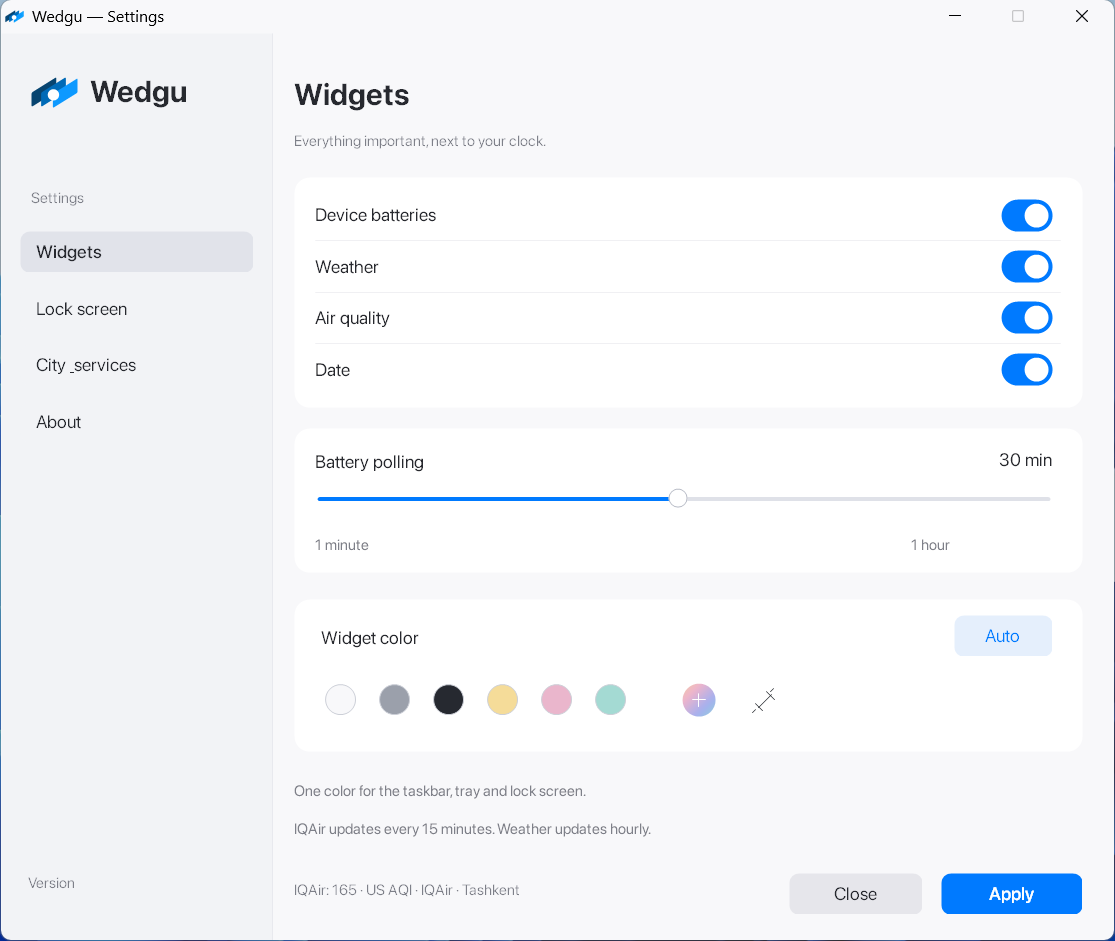 Wedgu — Settings
Wedgu
Settings
Widgets
Lock screen
City _services
About
Version
Widgets
Everything important, next to your clock.
Device batteries
Weather
Air quality
Date
Battery polling
30 min
1 minute
1 hour
Widget color
Auto
One color for the taskbar, tray and lock screen.
IQAir updates every 15 minutes. Weather updates hourly.
IQAir: 165 · US AQI · IQAir · Tashkent
Close
Apply